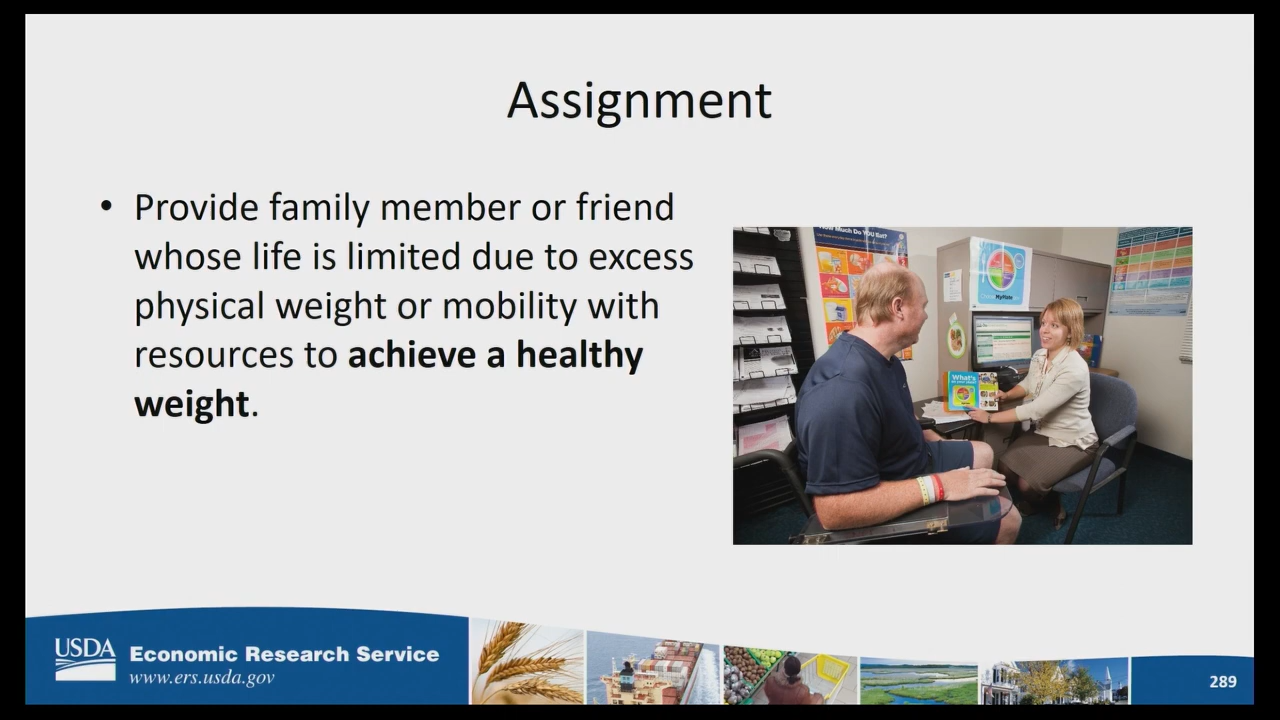 Assignment
• Provide family member or friend
whose life is limited due to excess
physical weight or mobility with
resources to achieve a healthy
weight.
How Much Do YOU Eat?
MyPlate
What's
USDA
Economic Research Service
www.ers.usda.gov
289